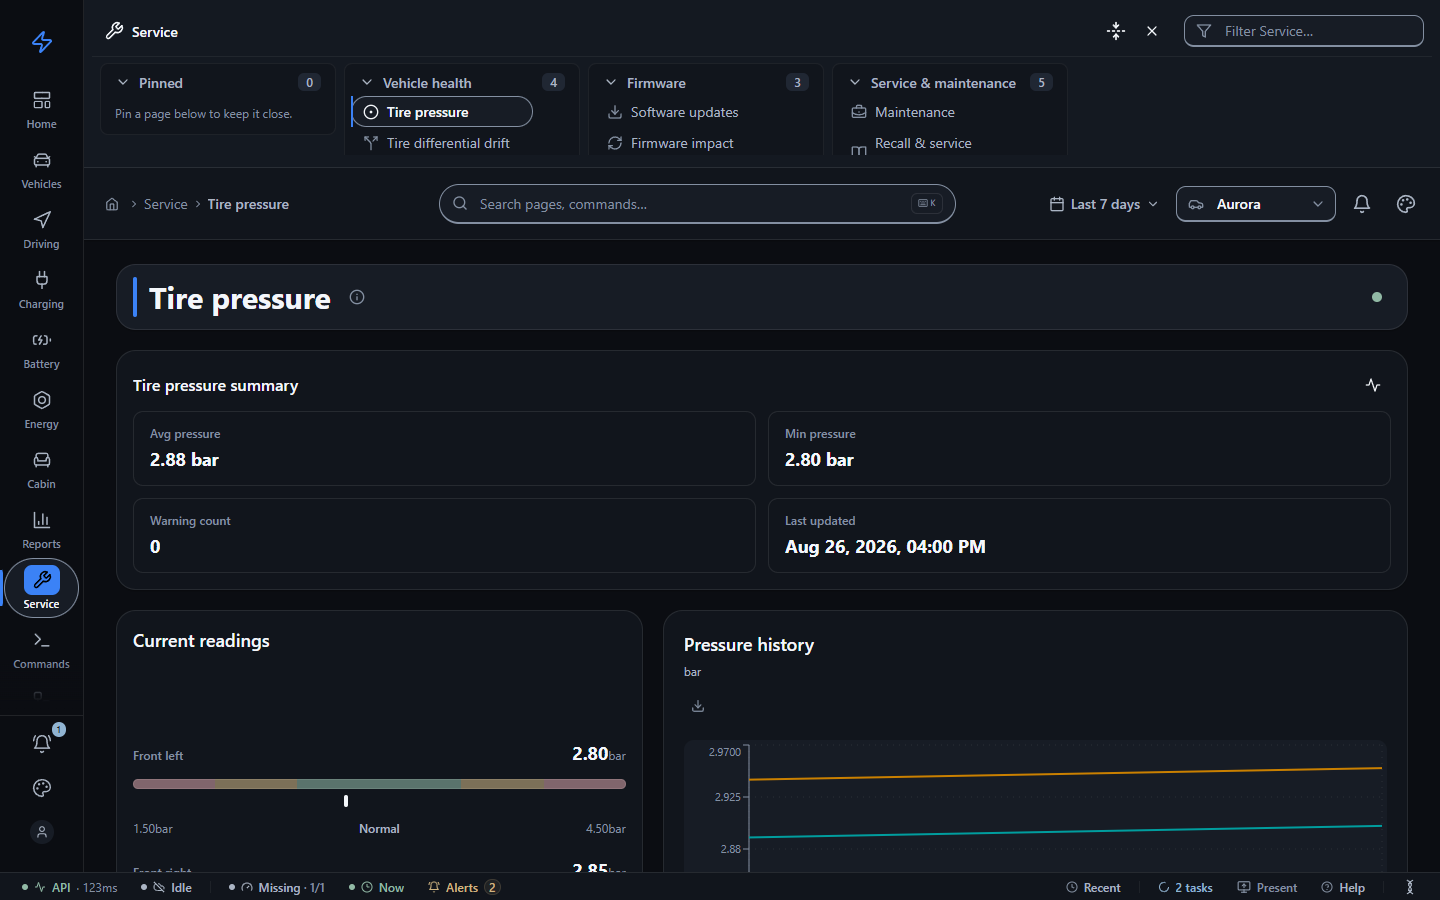 Service
Filter Service...
Pinned 0
Pin a page below to keep it close.
Vehicle health 4
Tire pressure
Tire differential drift
Firmware 3
Software updates
Firmware impact
Service & maintenance 5
Maintenance
Recall & service
Home
Vehicles
Driving
Charging
Battery
Energy
Cabin
Reports
Service
Commands
1
Service
Tire pressure
Search pages, commands...
K
Last 7 days
Aurora
Tire pressure
Tire pressure summary
Avg pressure
2.88 bar
Min pressure
2.80 bar
Warning count
0
Last updated
Aug 26, 2026, 04:00 PM
Current readings
Front left 2.80bar
1.50bar Normal 4.50bar
Front right 2.85bar
Pressure history
bar
2.9700
2.925
2.88
API · 123ms
Idle
Missing · 1/1
Now
Alerts 2
Recent
2 tasks
Present
Help